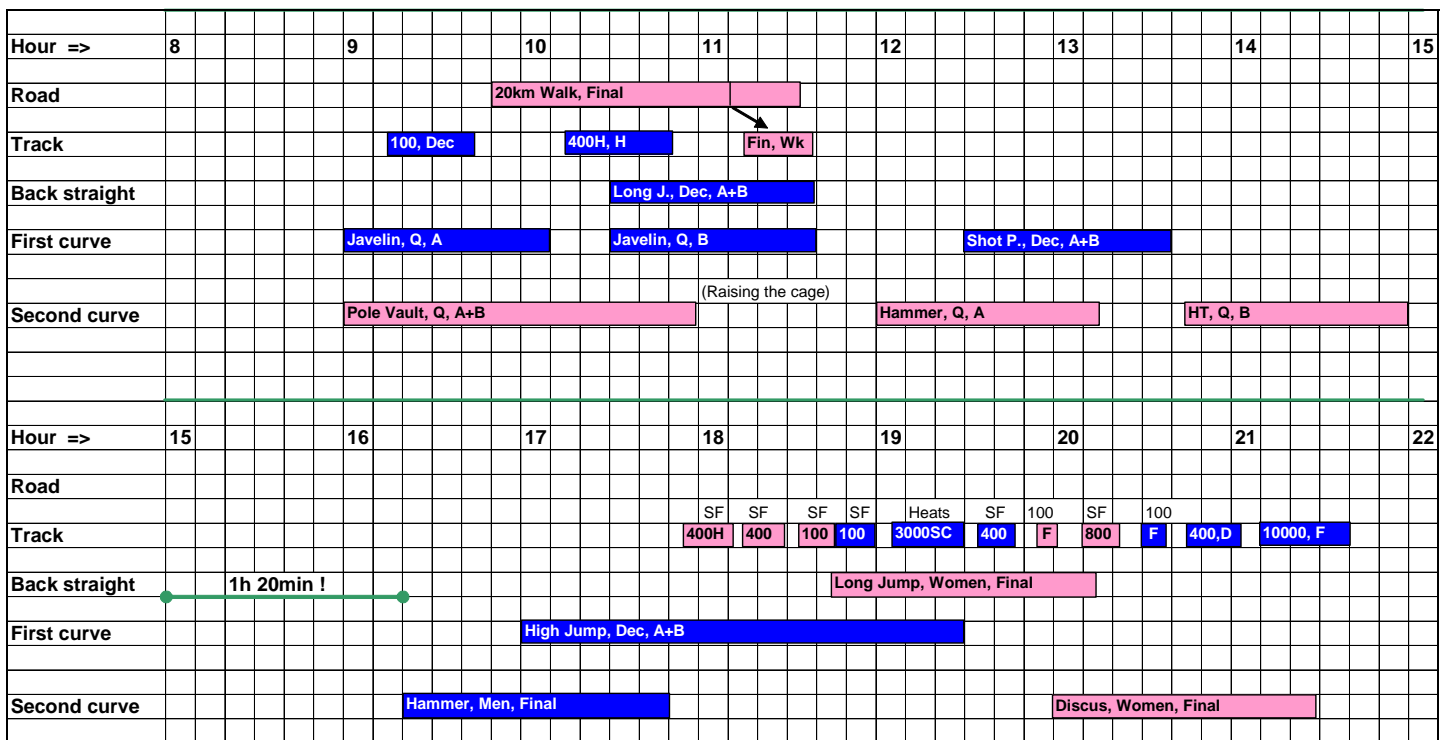 Hour => 8 9 10 11 12 13 14 15
Road 20km Walk, Final
Track 100, Dec 400H, H Fin, Wk
Back straight Long J., Dec, A+B
First curve Javelin, Q, A Javelin, Q, B Shot P., Dec, A+B
(Raising the cage)
Second curve Pole Vault, Q, A+B Hammer, Q, A HT, Q, B
Hour => 15 16 17 18 19 20 21 22
Road
SF SF SF SF Heats SF 100 SF 100
Track 400H 400 100 100 3000SC 400 F 800 F 400,D 10000, F
Back straight 1h 20min ! Long Jump, Women, Final
First curve High Jump, Dec, A+B
Second curve Hammer, Men, Final Discus, Women, Final